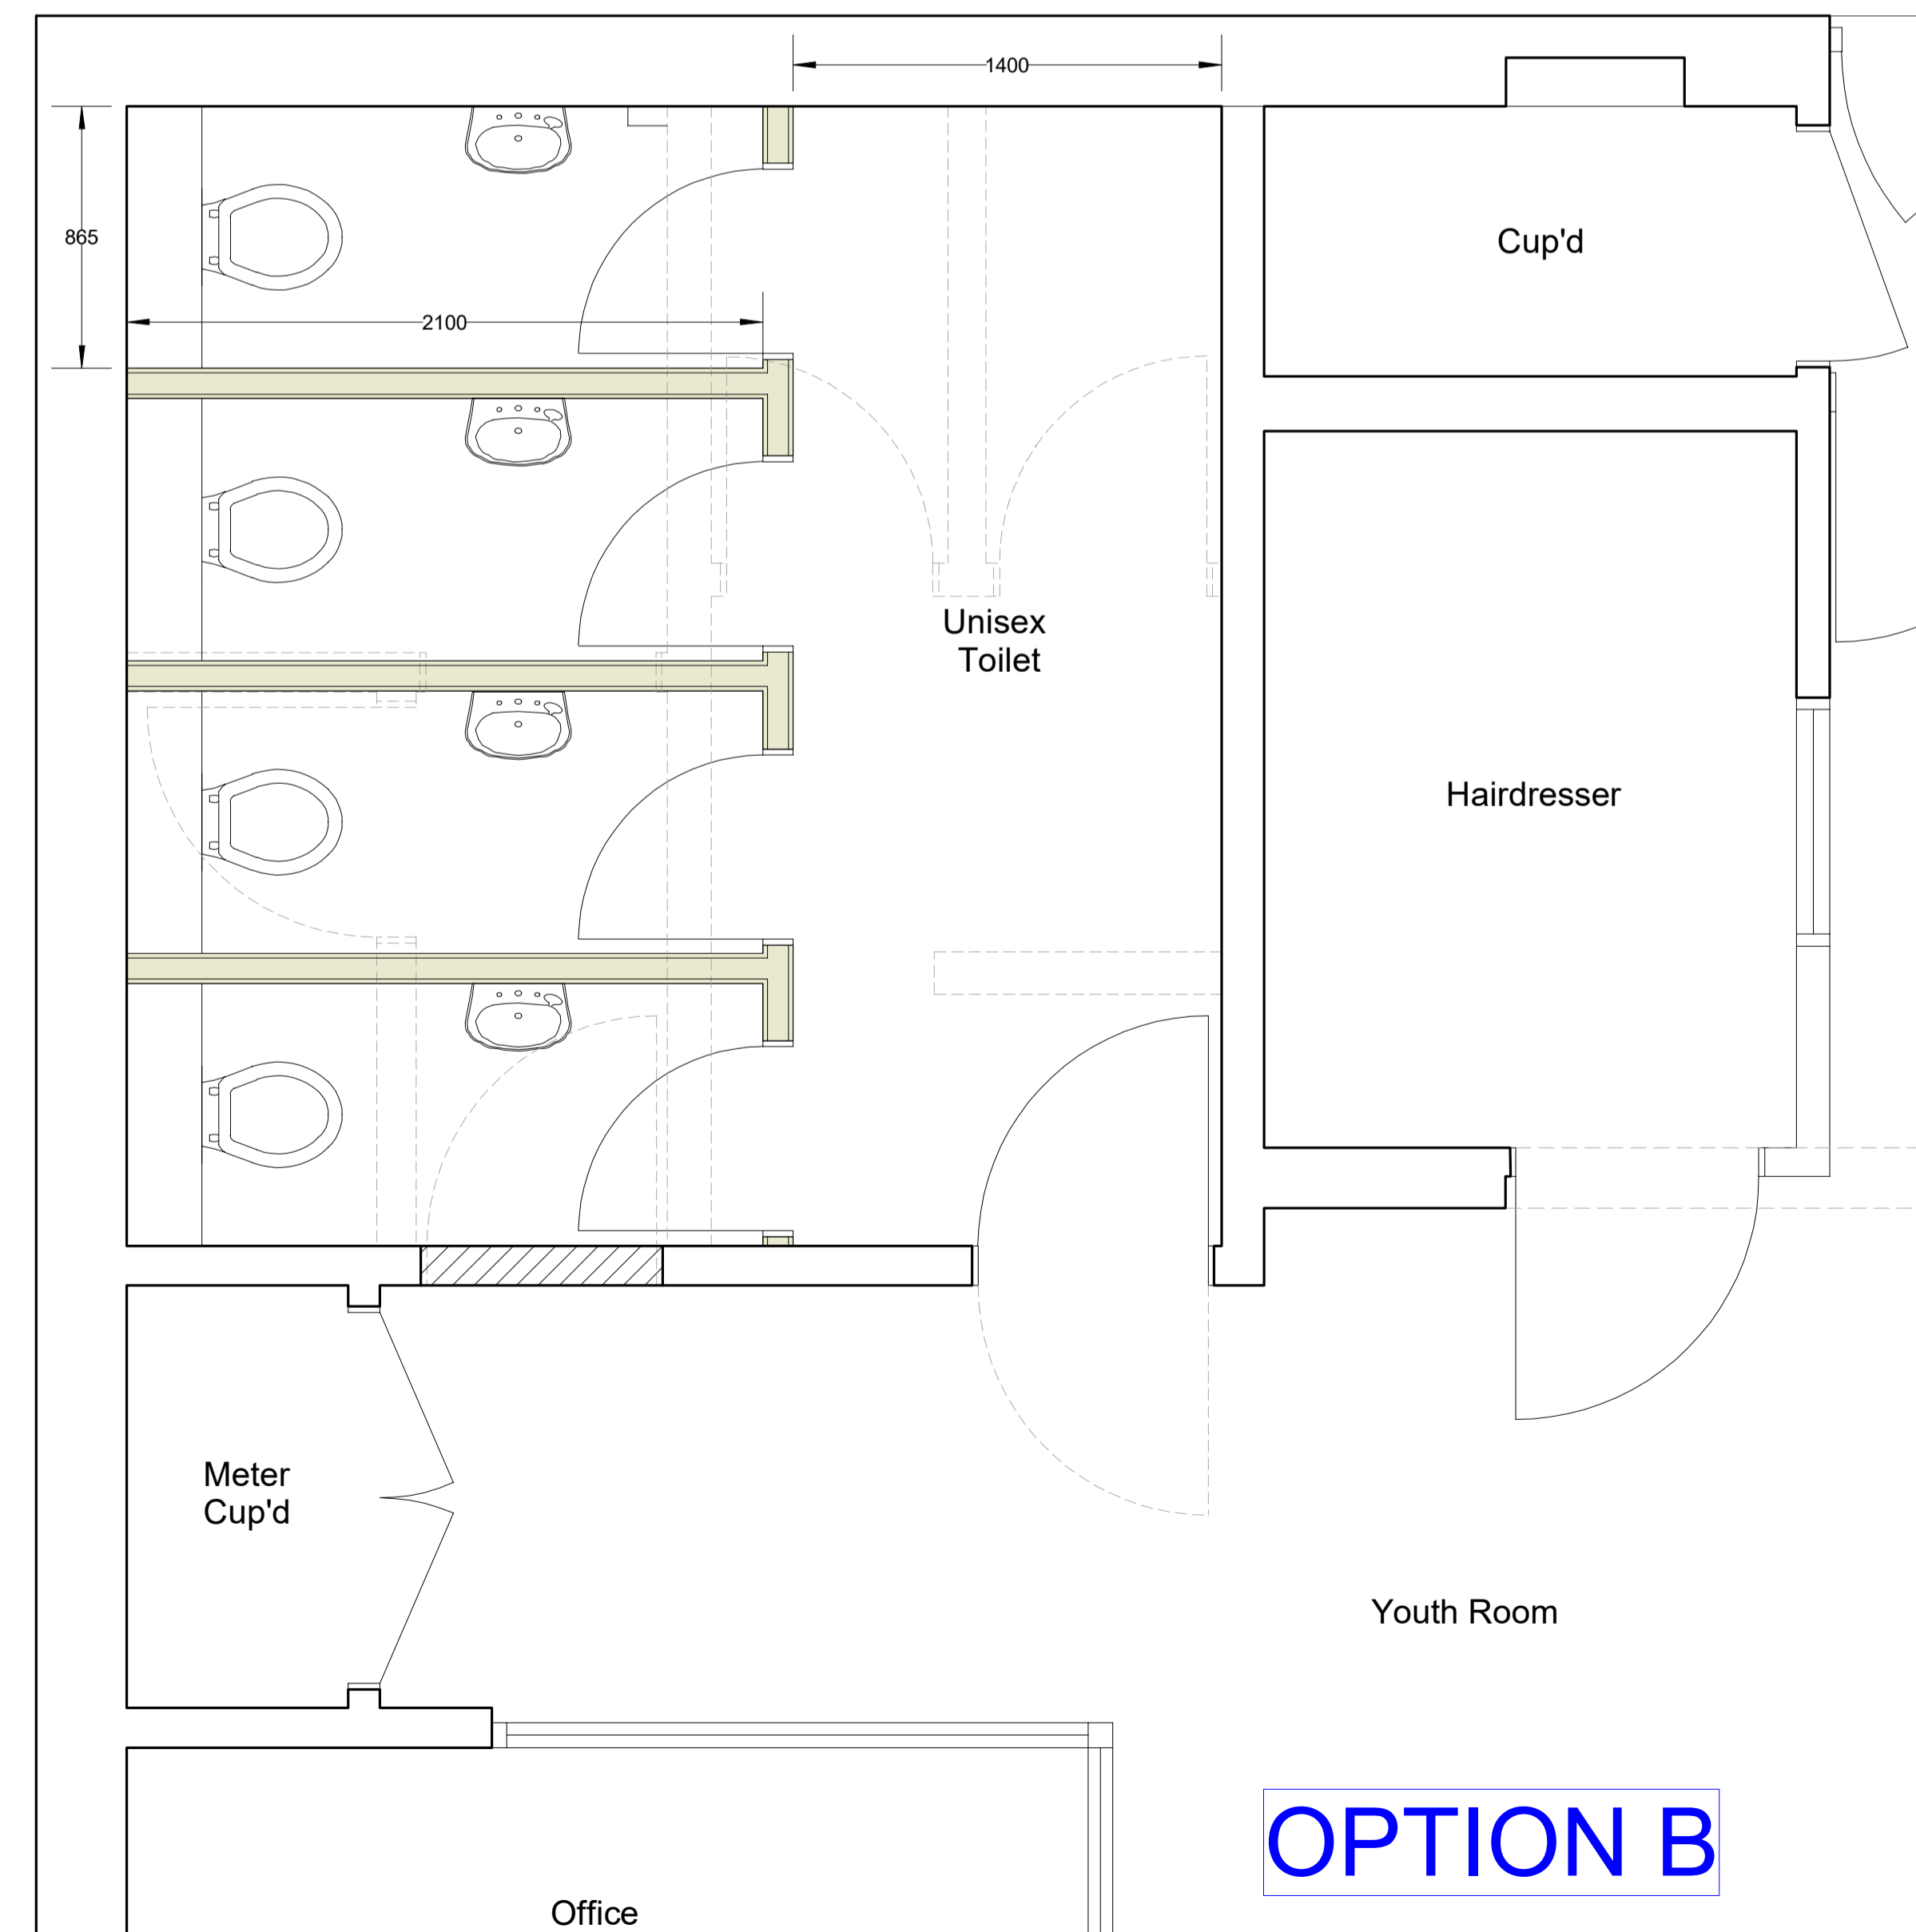 1400
865
Cup'd
2100
Unisex
Toilet
Hairdresser
Meter
Cup'd
Youth Room
OPTION B
Office